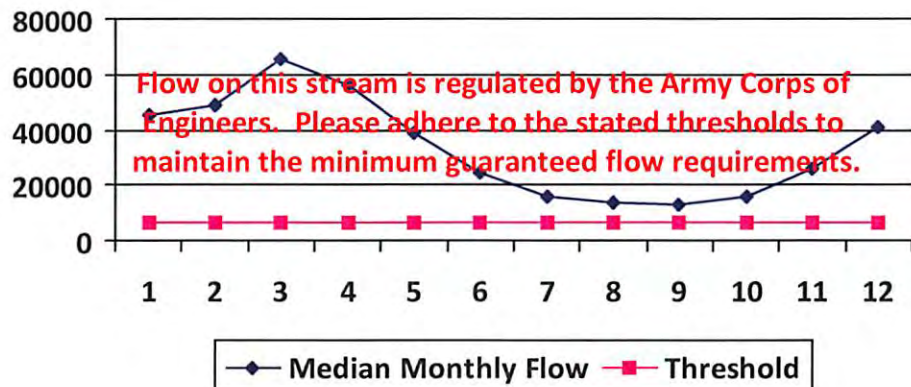 80000
60000
40000
20000
0
Flow on this stream is regulated by the Army Corps of
Engineers. Please adhere to the stated thresholds to
maintain the minimum guaranteed flow requirements.
1 2 3 4 5 6 7 8 9 10 11 12
Median Monthly Flow Threshold